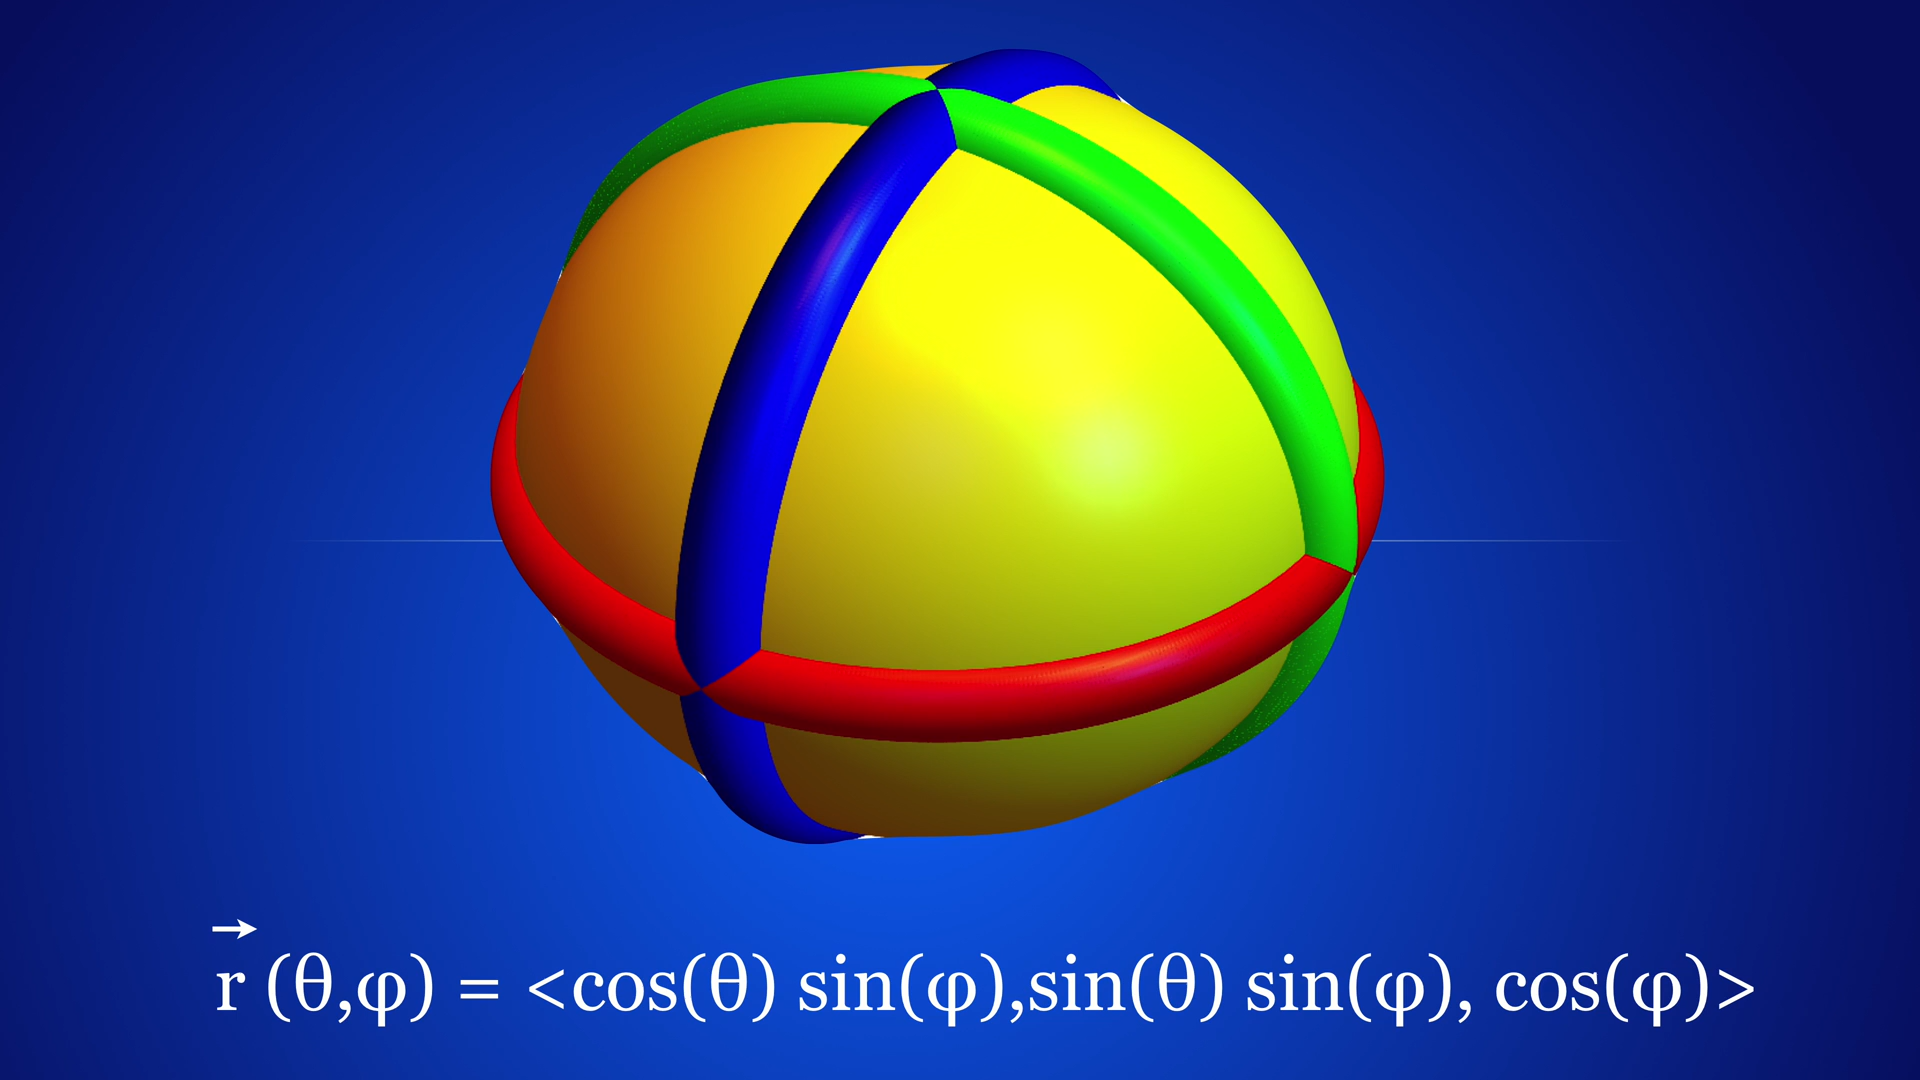 r⃗ (θ,φ) = <cos(θ) sin(φ),sin(θ) sin(φ), cos(φ)>